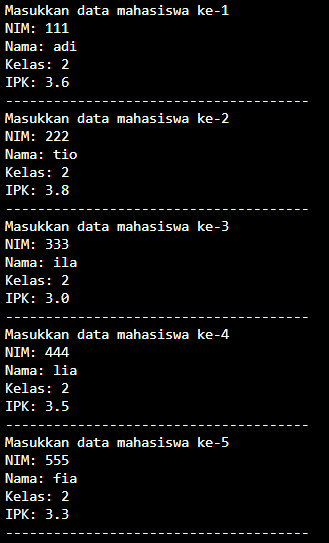 Masukkan data mahasiswa ke-1
NIM: 111
Nama: adi
Kelas: 2
IPK: 3.6
--------------------------------------
Masukkan data mahasiswa ke-2
NIM: 222
Nama: tio
Kelas: 2
IPK: 3.8
--------------------------------------
Masukkan data mahasiswa ke-3
NIM: 333
Nama: ila
Kelas: 2
IPK: 3.0
--------------------------------------
Masukkan data mahasiswa ke-4
NIM: 444
Nama: lia
Kelas: 2
IPK: 3.5
--------------------------------------
Masukkan data mahasiswa ke-5
NIM: 555
Nama: fia
Kelas: 2
IPK: 3.3
--------------------------------------